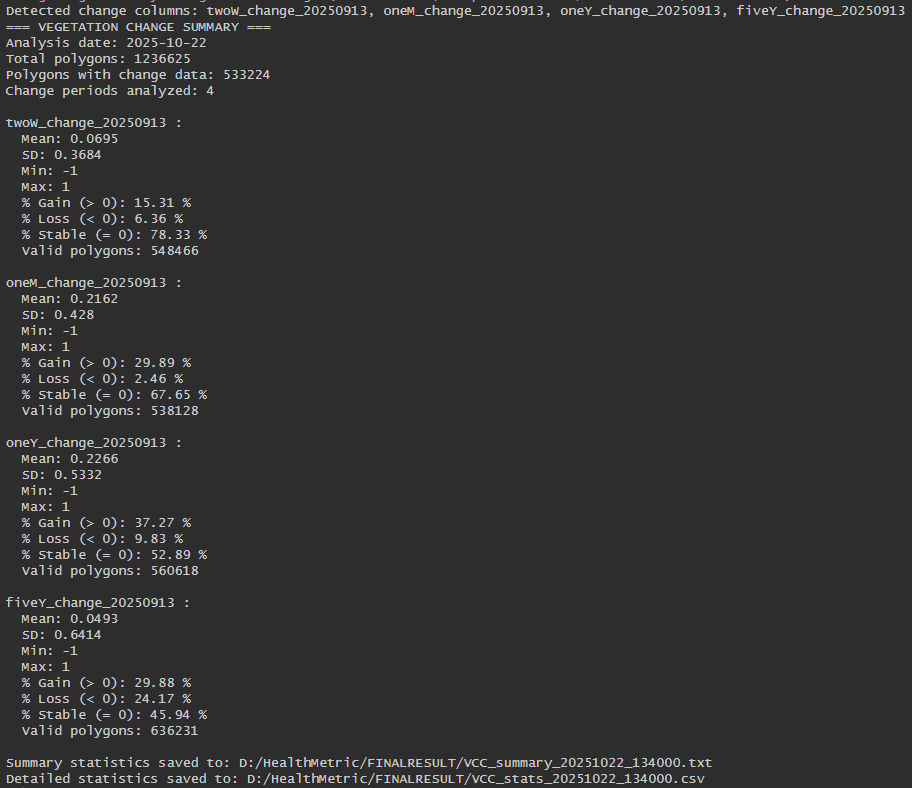 Detected change columns: twoW_change_20250913, oneM_change_20250913, oneY_change_20250913, fiveY_change_20250913
=== VEGETATION CHANGE SUMMARY ===
Analysis date: 2025-10-22
Total polygons: 1236625
Polygons with change data: 533224
Change periods analyzed: 4
twoW_change_20250913 :
Mean: 0.0695
SD: 0.3684
Min: -1
Max: 1
% Gain (> 0): 15.31 %
% Loss (< 0): 6.36 %
% Stable (= 0): 78.33 %
Valid polygons: 548466
oneM_change_20250913 :
Mean: 0.2162
SD: 0.428
Min: -1
Max: 1
% Gain (> 0): 29.89 %
% Loss (< 0): 2.46 %
% Stable (= 0): 67.65 %
Valid polygons: 538128
oneY_change_20250913 :
Mean: 0.2266
SD: 0.5332
Min: -1
Max: 1
% Gain (> 0): 37.27 %
% Loss (< 0): 9.83 %
% Stable (= 0): 52.89 %
Valid polygons: 560618
fiveY_change_20250913 :
Mean: 0.0493
SD: 0.6414
Min: -1
Max: 1
% Gain (> 0): 29.88 %
% Loss (< 0): 24.17 %
% Stable (= 0): 45.94 %
Valid polygons: 636231
Summary statistics saved to: D:/HealthMetric/FINALRESULT/VCC_summary_20251022_134000.txt
Detailed statistics saved to: D:/HealthMetric/FINALRESULT/VCC_stats_20251022_134000.csv